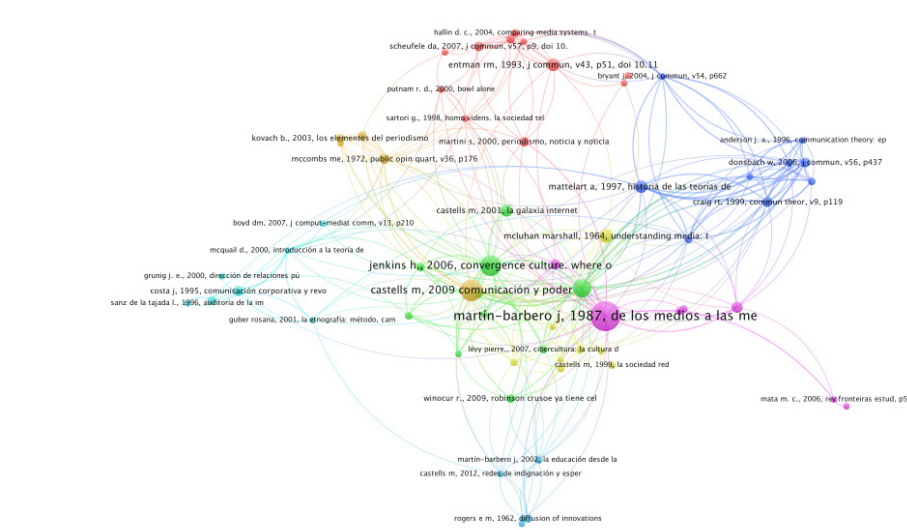 hallin d. c., 2004, comparing media systems. t
scheufele da, 2007, j commun, v57, p9, doi 10.
entman rm, 1993, j commun, v43, p51, doi 10.11
bryant j, 2004, j commun, v54, p662
putnam r. d., 2000, bowl alone
sartori g., 1998, homo videns. la sociedad tel
kovach b., 2003, los elementos del periodismo
martini s, 2000, periodismo, noticia y noticia
anderson j. a., 1996, communication theory: ep
mccombs me, 1972, public opin quart, v36, p176
donsbach w, 2006, j commun, v56, p437
mattelart a, 1997, historia de las teorías de
craig rt, 1999, commun theor, v9, p119
castells m, 2001, la galaxia internet
boyd dm, 2007, j comput-mediat comm, v13, p210
mcluhan marshall, 1964, understanding media: t
mcquail d., 2000, introducción a la teoría de
jenkins h., 2006, convergence culture. where o
grunig j. e., 2000, dirección de relaciones pú
costa j, 1995, comunicación corporativa y revo
castells m, 2009 comunicación y poder
sanz de la tajada l., 1996, auditoría de la im
martín-barbero j, 1987, de los medios a las me
guber rosana, 2001, la etnografía: método, cam
lévy pierre., 2007, cibercultura: la cultura d
castells m, 1999, la sociedad red
winocur r., 2009, robinson crusoe ya tiene cel
mata m. c., 2006, rev fronteiras estud, p5
martín-barbero j, 2002, la educación desde la
castells m, 2012, redes de indignación y esper
rogers e m, 1962, diffusion of innovations